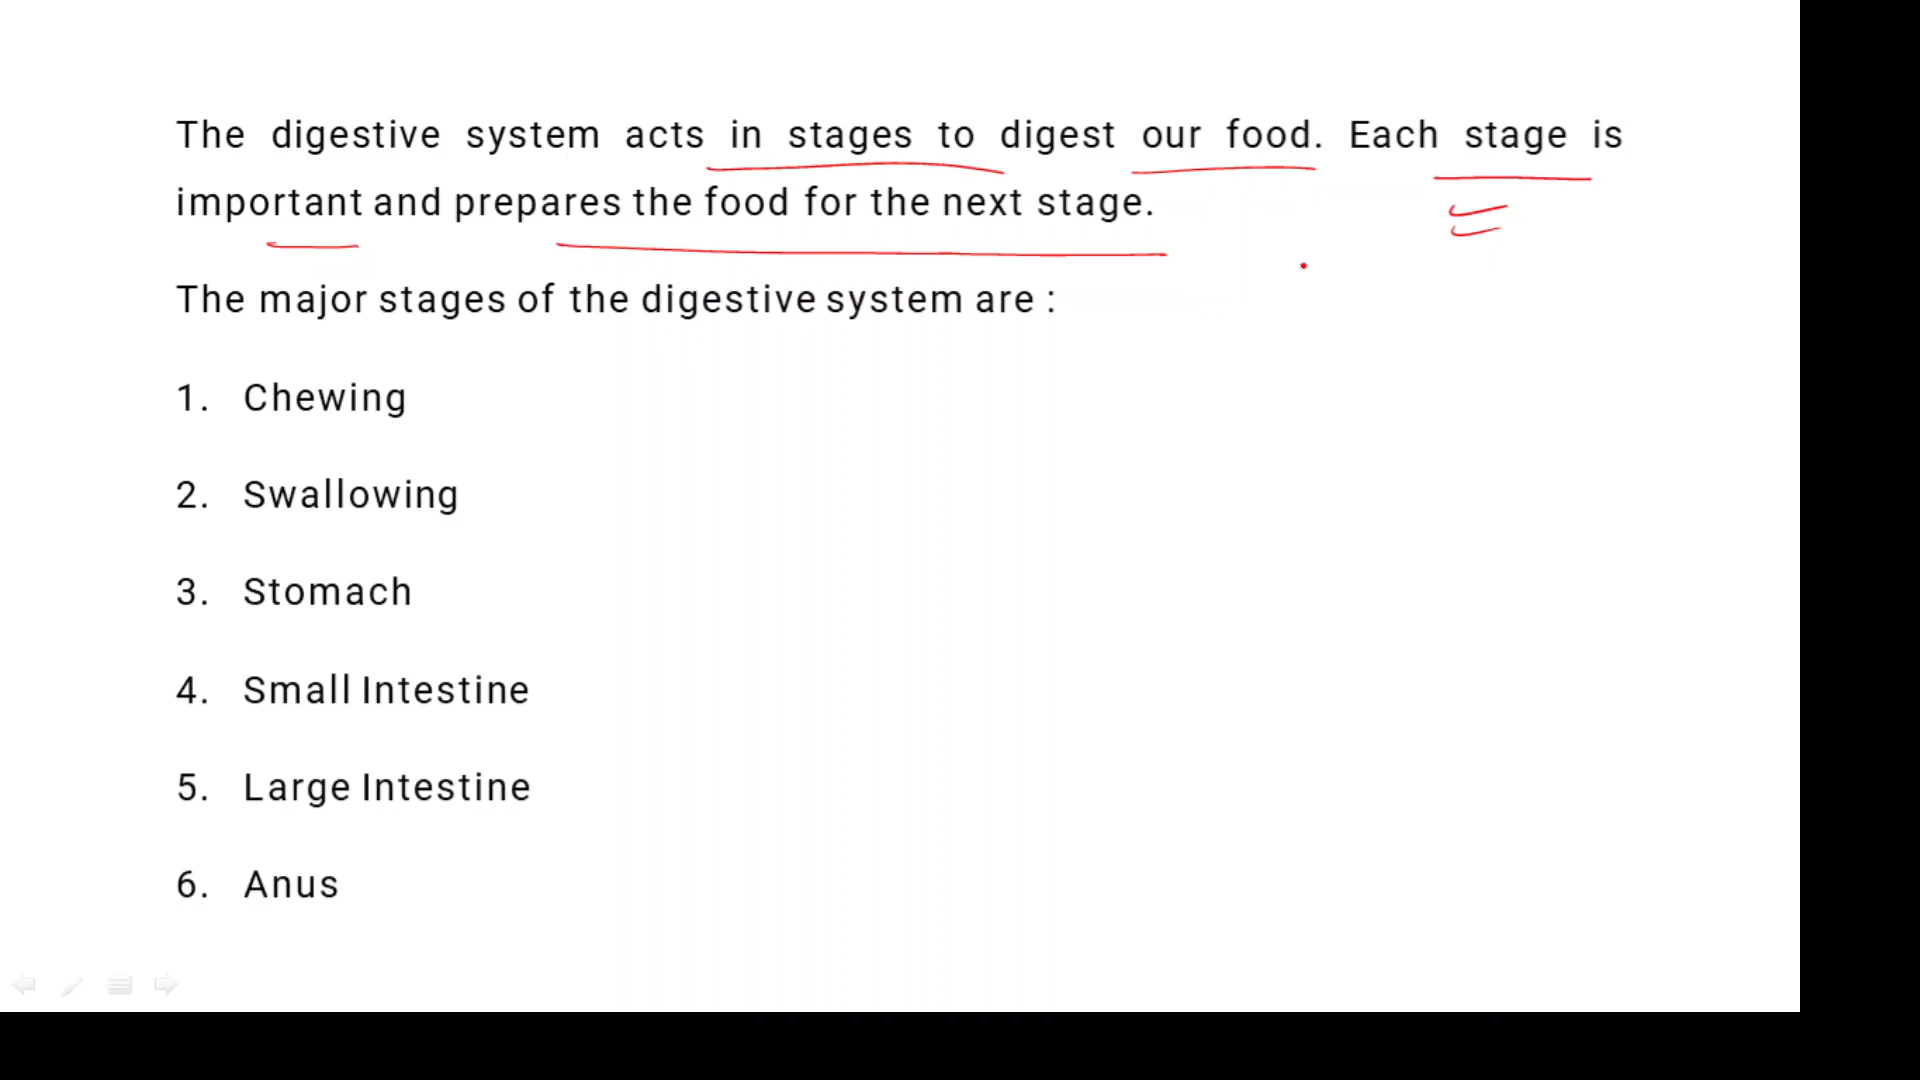 The digestive system acts in stages to digest our food. Each stage is
important and prepares the food for the next stage.
The major stages of the digestive system are :
1. Chewing
2. Swallowing
3. Stomach
4. Small Intestine
5. Large Intestine
6. Anus